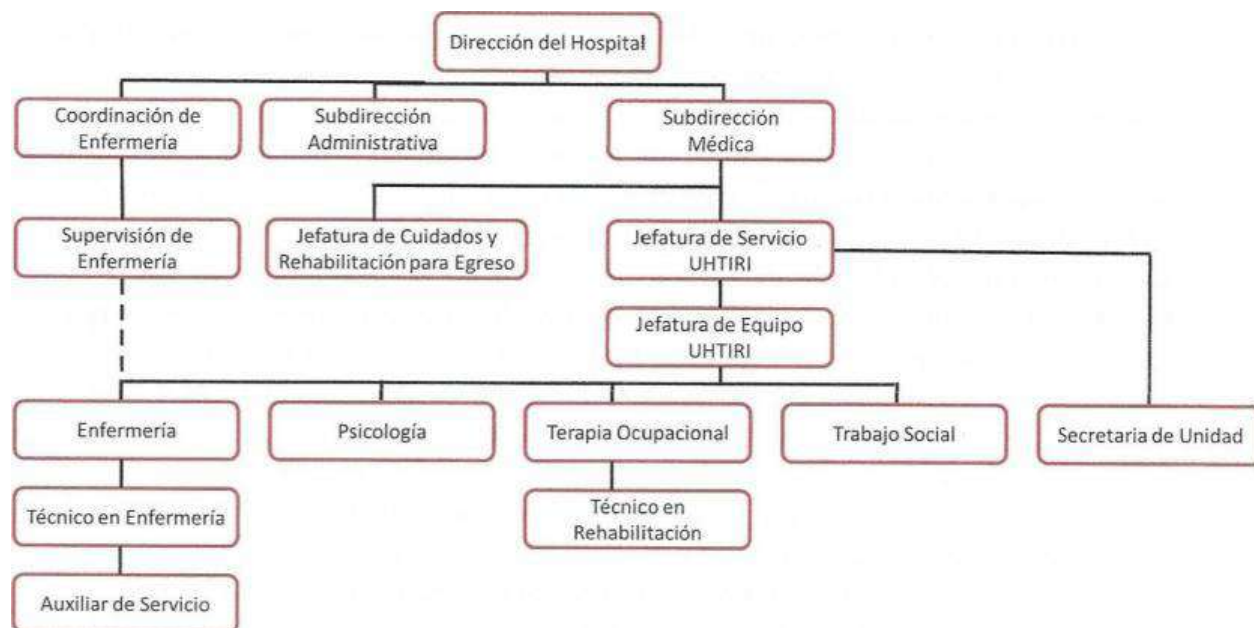 Dirección del Hospital
Coordinación de
Enfermería
Subdirección
Administrativa
Subdirección
Médica
Supervisión de
Enfermería
Jefatura de Cuidados y
Rehabilitación para Egreso
Jefatura de Servicio
UHTIRI
Jefatura de Equipo
UHTIRI
Enfermería
Psicología
Terapia Ocupacional
Trabajo Social
Secretaria de Unidad
Técnico en Enfermería
Técnico en
Rehabilitación
Auxiliar de Servicio